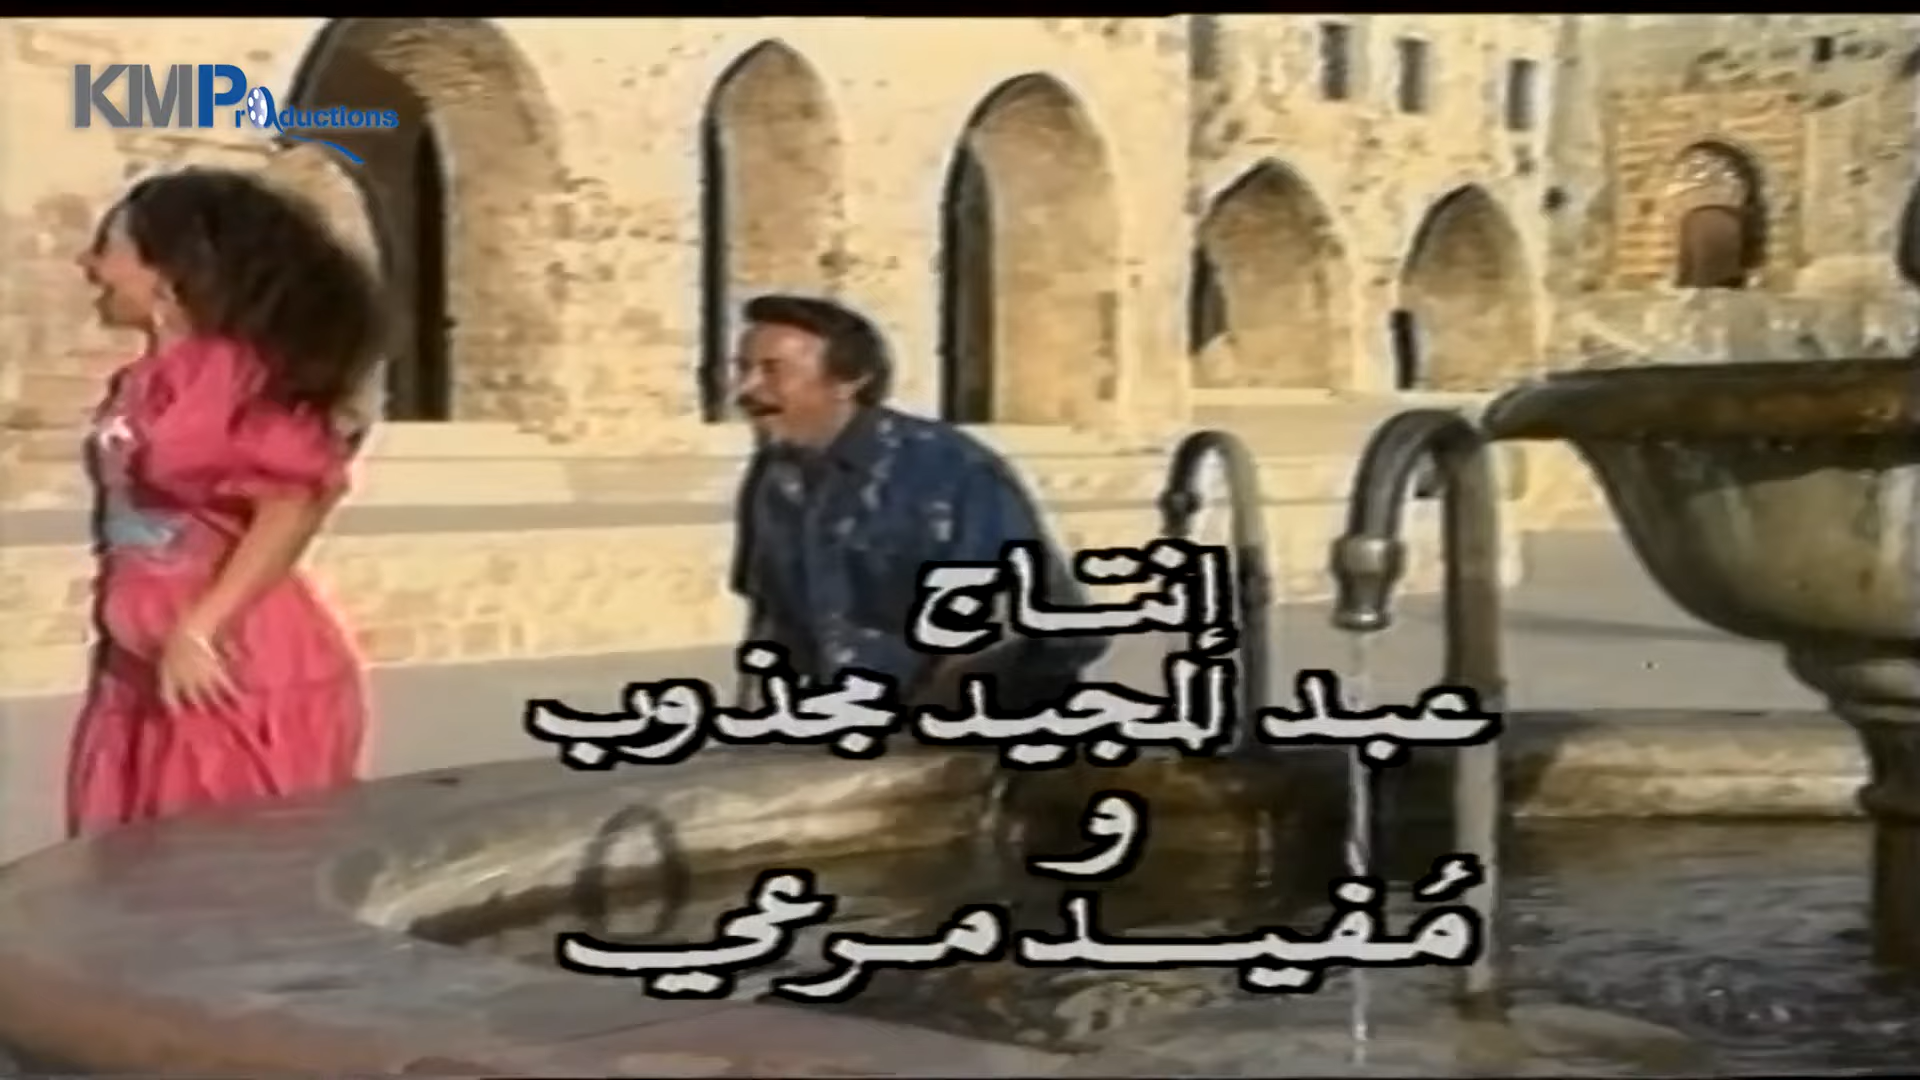 KMProductions
إنتاج
عبد المجيد مجذوب
و
مُفيد مرعي